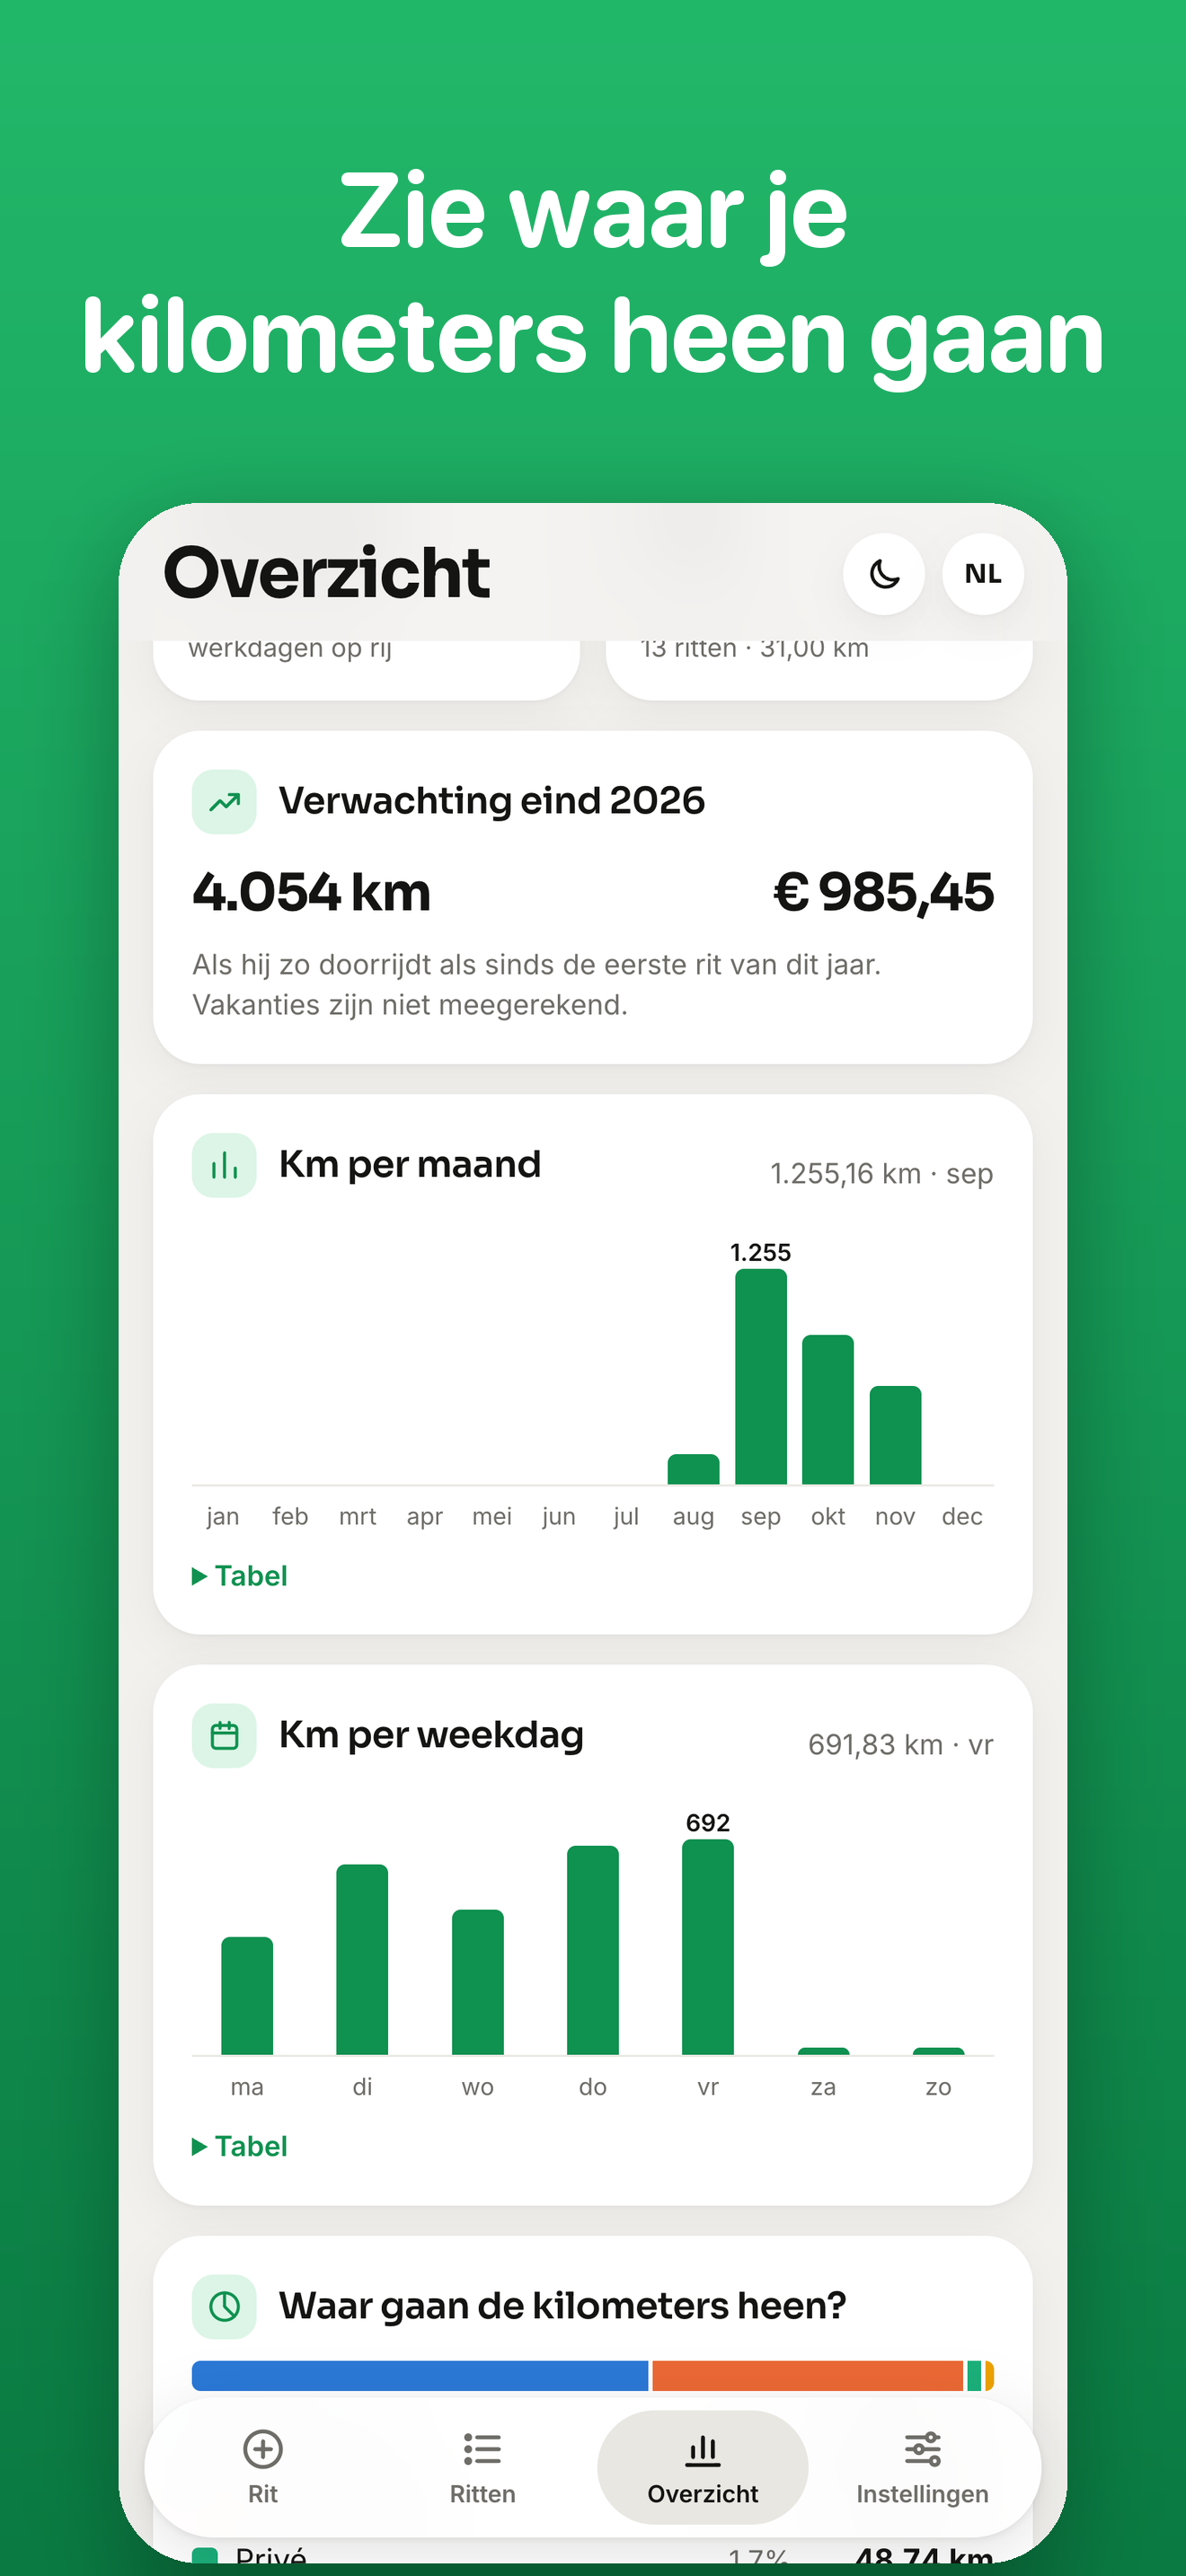 Zie waar je
kilometers heen gaan
Overzicht
NL
werkdagen op rij
13 ritten · 31,00 km
Verwachting eind 2026
4.054 km
€ 985,45
Als hij zo doorrijdt als sinds de eerste rit van dit jaar.
Vakanties zijn niet meegerekend.
Km per maand
1.255,16 km · sep
1.255
jan feb mrt apr mei jun jul aug sep okt nov dec
▶ Tabel
Km per weekdag
691,83 km · vr
692
ma di wo do vr za zo
▶ Tabel
Waar gaan de kilometers heen?
Rit
Ritten
Overzicht
Instellingen
Privé
1,7%
48,74 km